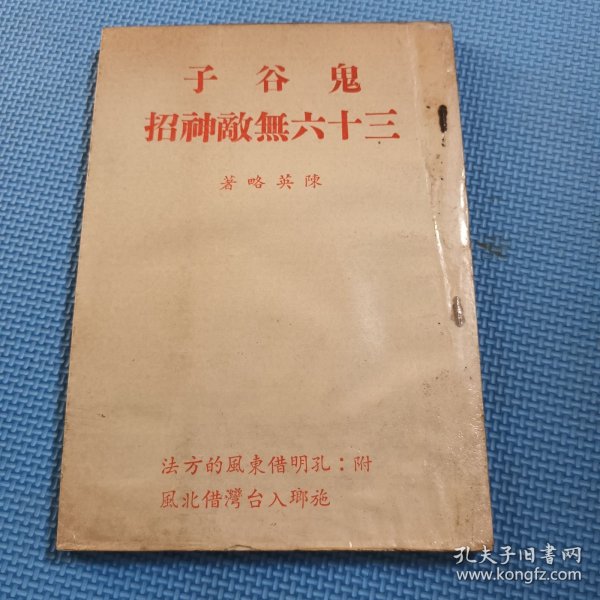 鬼谷子
三十六無敵神招
陳英略著
附：孔明借東風的方法
施瑯入台灣借北風
孔夫子旧书网
www.kongfz.com